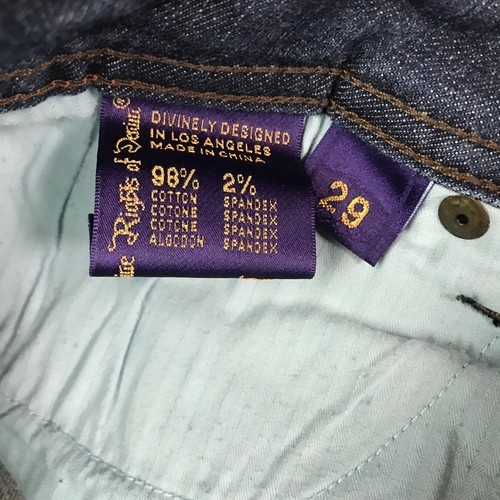 Rights of Divine®
DIVINELY DESIGNED
IN LOS ANGELES
MADE IN CHINA
98% 2%
COTTON SPANDEX
COTONE SPANDEX
COTONE SPANDEX
ALGODON SPANDEX
29